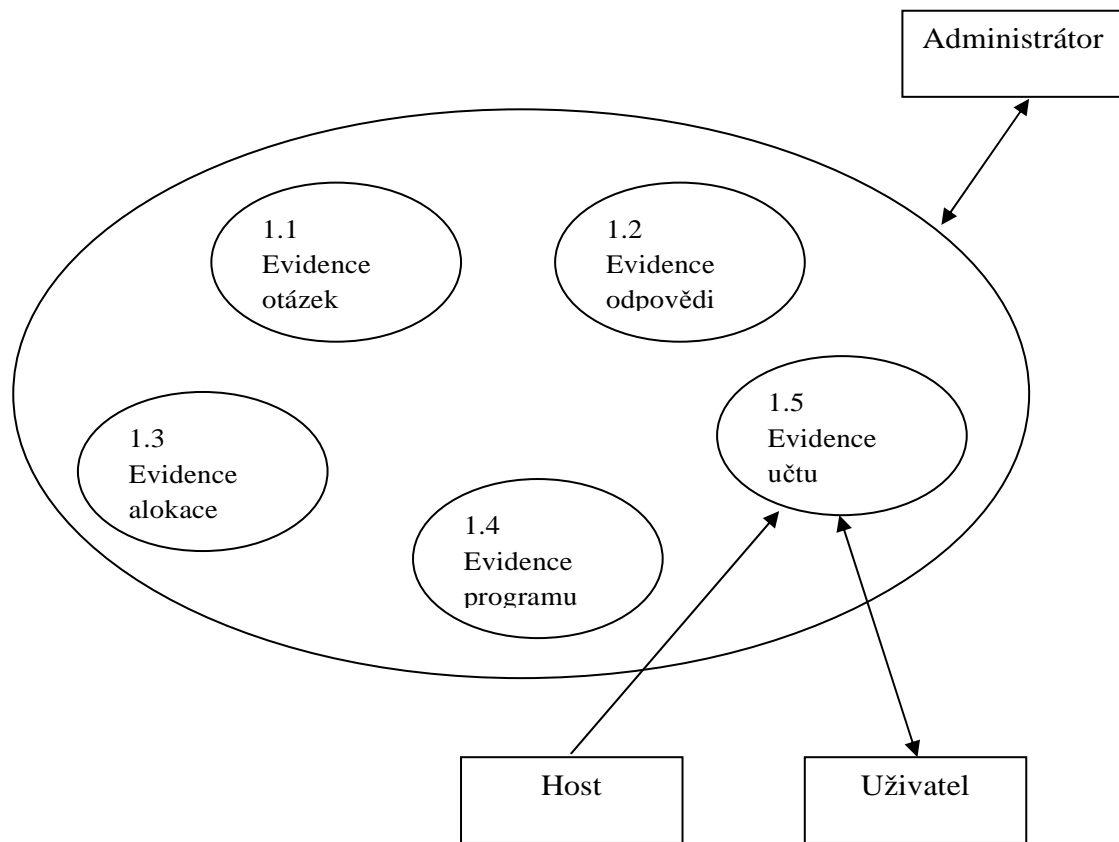 Administrátor
1.1
Evidence
otázek
1.2
Evidence
odpovědi
1.3
Evidence
alokace
1.4
Evidence
programu
1.5
Evidence
učtu
Host
Uživatel